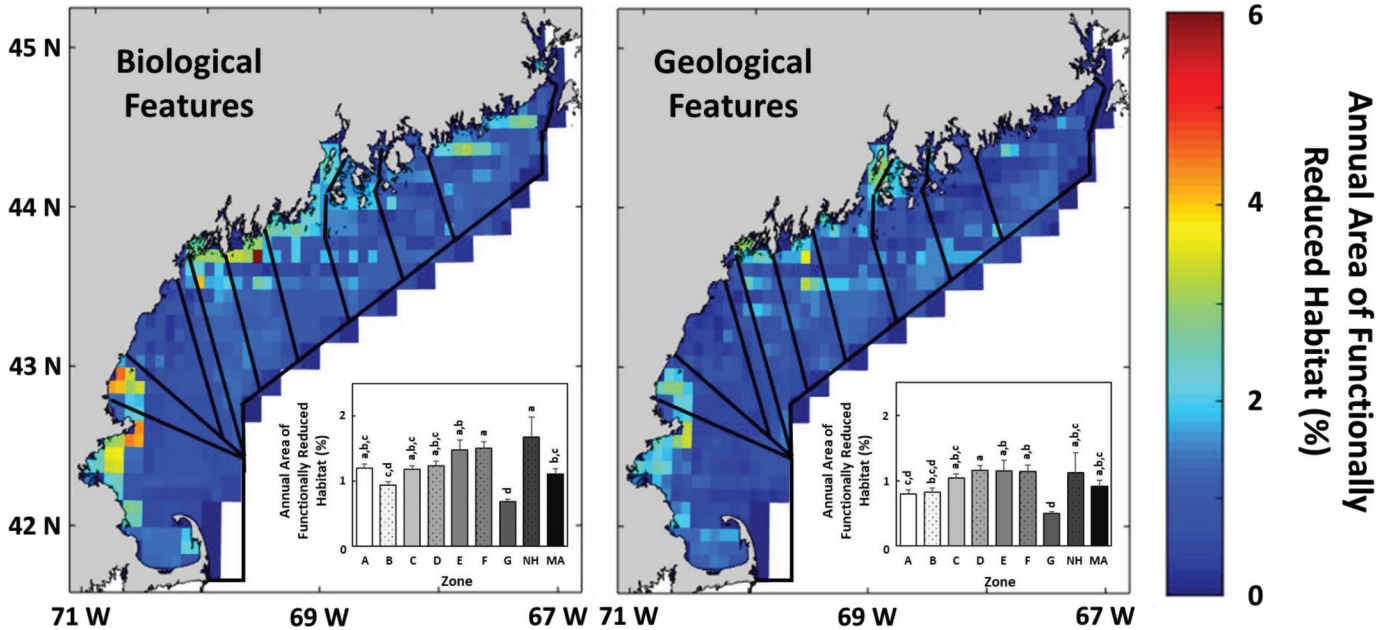 45 N
44 N
43 N
42 N
71 W
69 W
67 W
Biological
Features
Annual Area of
Functionally Reduced
Habitat (%)
2
1
0
a,b,c
c,d
a,b,c
a,b,c
a,b
a
d
a
b,c
A B C D E F G NH MA
Zone
Geological
Features
Annual Area of
Functionally Reduced
Habitat (%)
2
1
0
c,d
b,c,d
a,b,c
a
a,b
a,b
d
a,b,c
a,b,c
A B C D E F G NH MA
Zone
69 W
67 W
6
4
2
0
Annual Area of Functionally
Reduced Habitat (%)